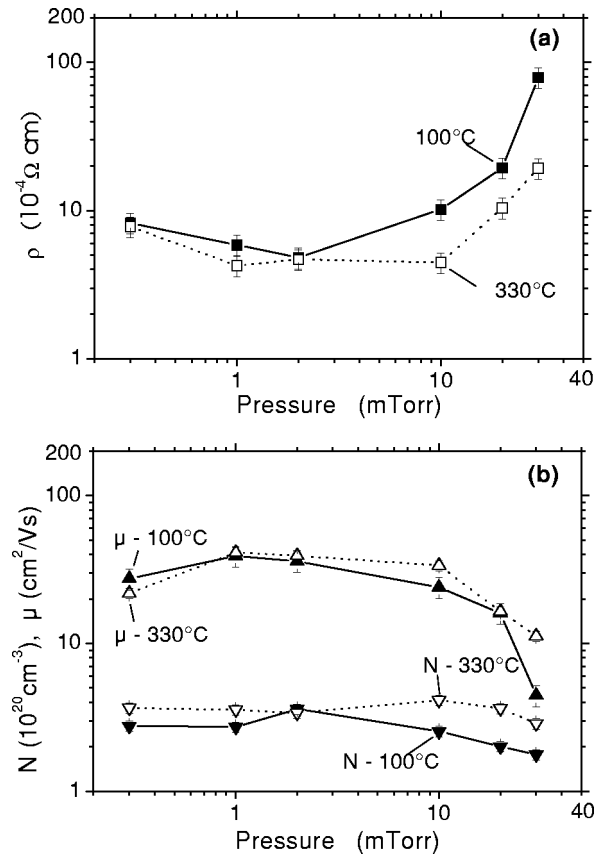 200
(a)
100
100°C
10
330°C
1
ρ (10⁻⁴Ω cm)
1
10
40
Pressure (mTorr)
200
(b)
100
μ - 100°C
μ - 330°C
10
N - 330°C
N - 100°C
1
N (10²⁰cm⁻³), μ (cm²/Vs)
1
10
40
Pressure (mTorr)